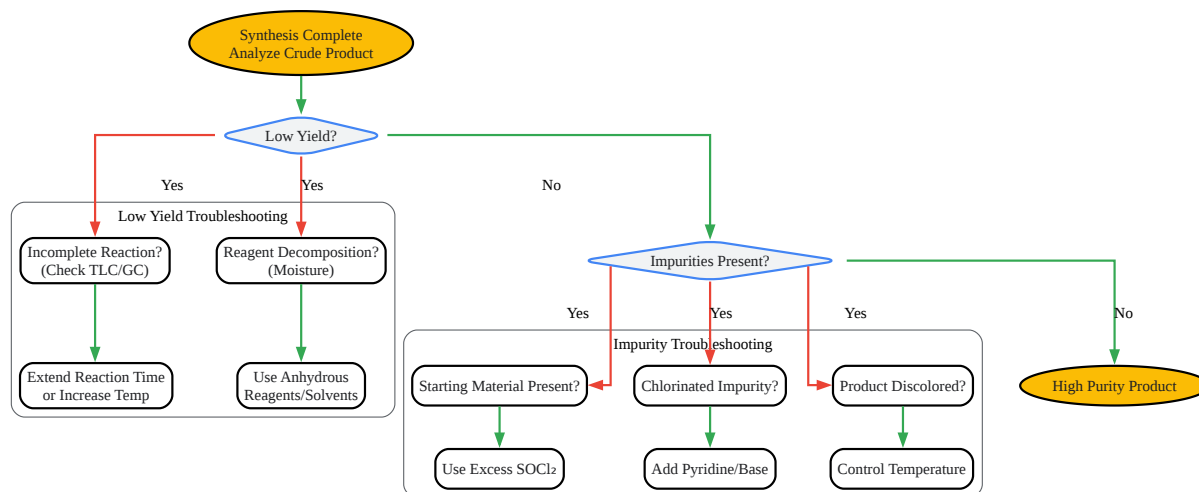 Synthesis Complete
Analyze Crude Product
Low Yield?
Yes
Yes
No
Low Yield Troubleshooting
Incomplete Reaction?
(Check TLC/GC)
Reagent Decomposition?
(Moisture)
Impurities Present?
Extend Reaction Time
or Increase Temp
Use Anhydrous
Reagents/Solvents
Yes
Yes
Yes
No
Impurity Troubleshooting
Starting Material Present?
Chlorinated Impurity?
Product Discolored?
High Purity Product
Use Excess SOCl₂
Add Pyridine/Base
Control Temperature